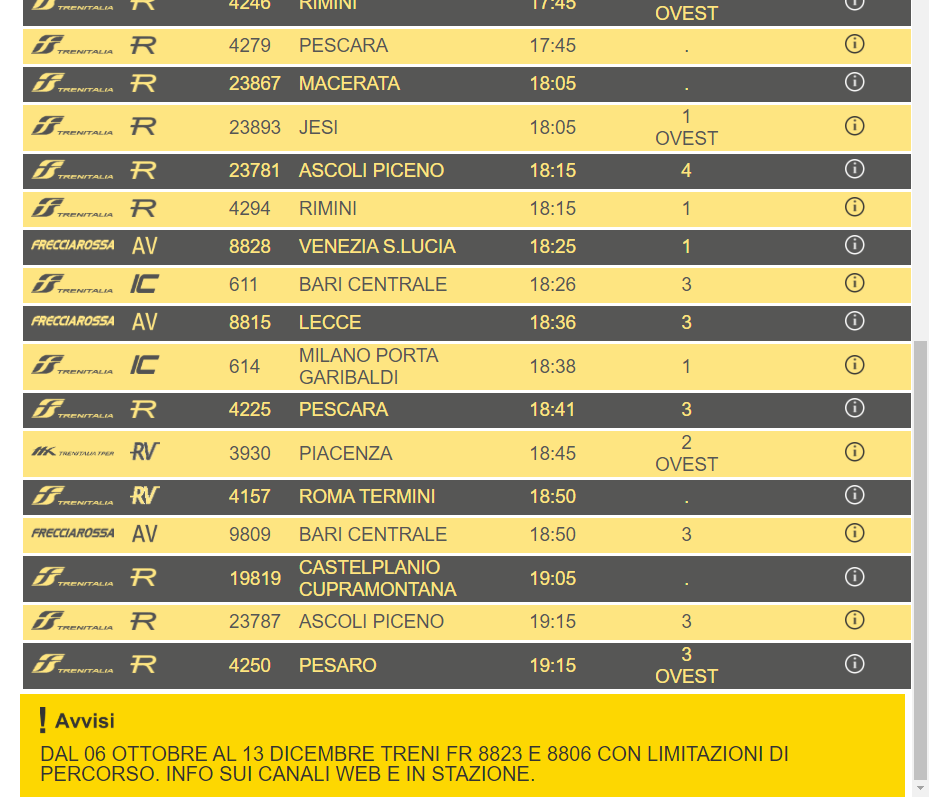 TRENITALIA R 4246 RIMINI 17:45
OVEST
TRENITALIA R 4279 PESCARA 17:45 .
TRENITALIA R 23867 MACERATA 18:05 .
TRENITALIA R 23893 JESI 18:05 1
OVEST
TRENITALIA R 23781 ASCOLI PICENO 18:15 4
TRENITALIA R 4294 RIMINI 18:15 1
FRECCIAROSSA AV 8828 VENEZIA S.LUCIA 18:25 1
TRENITALIA IC 611 BARI CENTRALE 18:26 3
FRECCIAROSSA AV 8815 LECCE 18:36 3
TRENITALIA IC 614 MILANO PORTA 18:38 1
GARIBALDI
TRENITALIA R 4225 PESCARA 18:41 3
TRENITALIA TPER RV 3930 PIACENZA 18:45 2
OVEST
TRENITALIA RV 4157 ROMA TERMINI 18:50 .
FRECCIAROSSA AV 9809 BARI CENTRALE 18:50 3
TRENITALIA R 19819 CASTELPLANIO 19:05 .
CUPRAMONTANA
TRENITALIA R 23787 ASCOLI PICENO 19:15 3
TRENITALIA R 4250 PESARO 19:15 3
OVEST
! Avvisi
DAL 06 OTTOBRE AL 13 DICEMBRE TRENI FR 8823 E 8806 CON LIMITAZIONI DI
PERCORSO. INFO SUI CANALI WEB E IN STAZIONE.